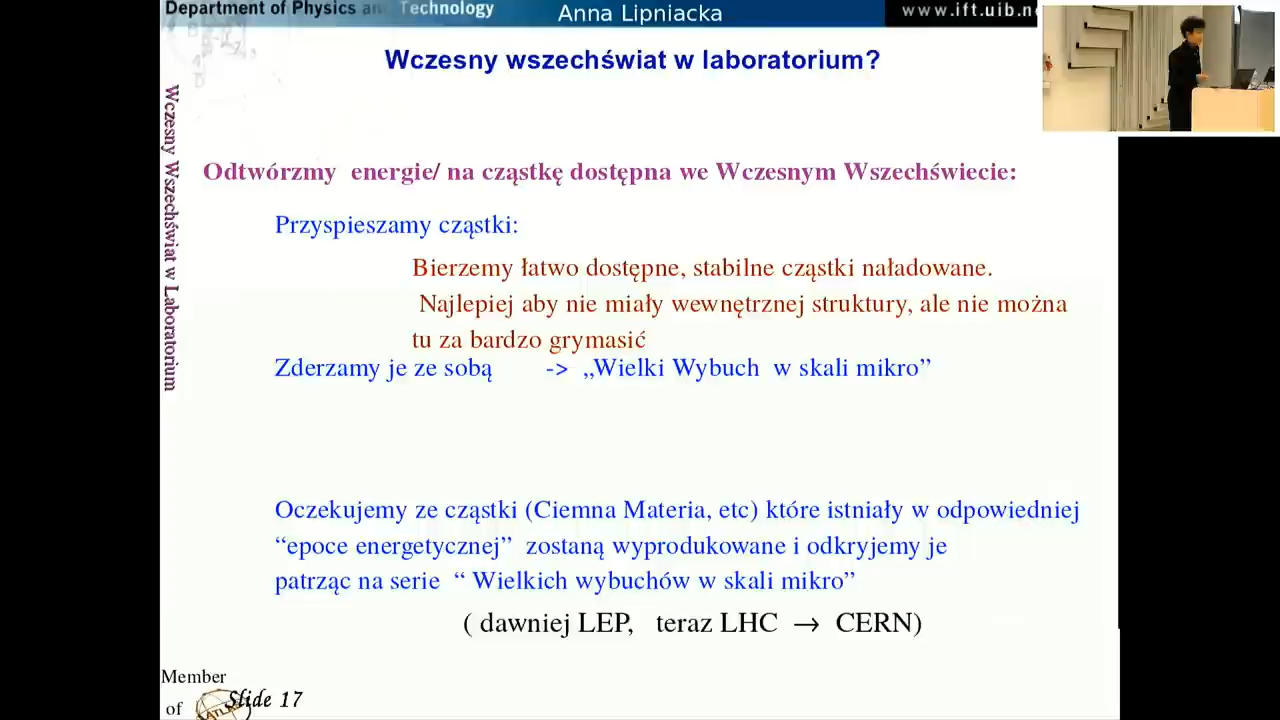 Department of Physics and Technology
Anna Lipniacka
www.ift.uib.no
Wczesny wszechświat w laboratorium?
Wczesny Wszechświat w Laboratorium
Odtwórzmy energie/ na cząstkę dostępna we Wczesnym Wszechświecie:
Przyspieszamy cząstki:
Bierzemy łatwo dostępne, stabilne cząstki naładowane.
Najlepiej aby nie miały wewnętrznej struktury, ale nie można
tu za bardzo grymasić
Zderzamy je ze sobą -> „Wielki Wybuch w skali mikro”
Oczekujemy ze cząstki (Ciemna Materia, etc) które istniały w odpowiedniej
“epoce energetycznej” zostaną wyprodukowane i odkryjemy je
patrząc na serie “ Wielkich wybuchów w skali mikro”
( dawniej LEP, teraz LHC → CERN)
Member
of
ATLAS
Slide 17